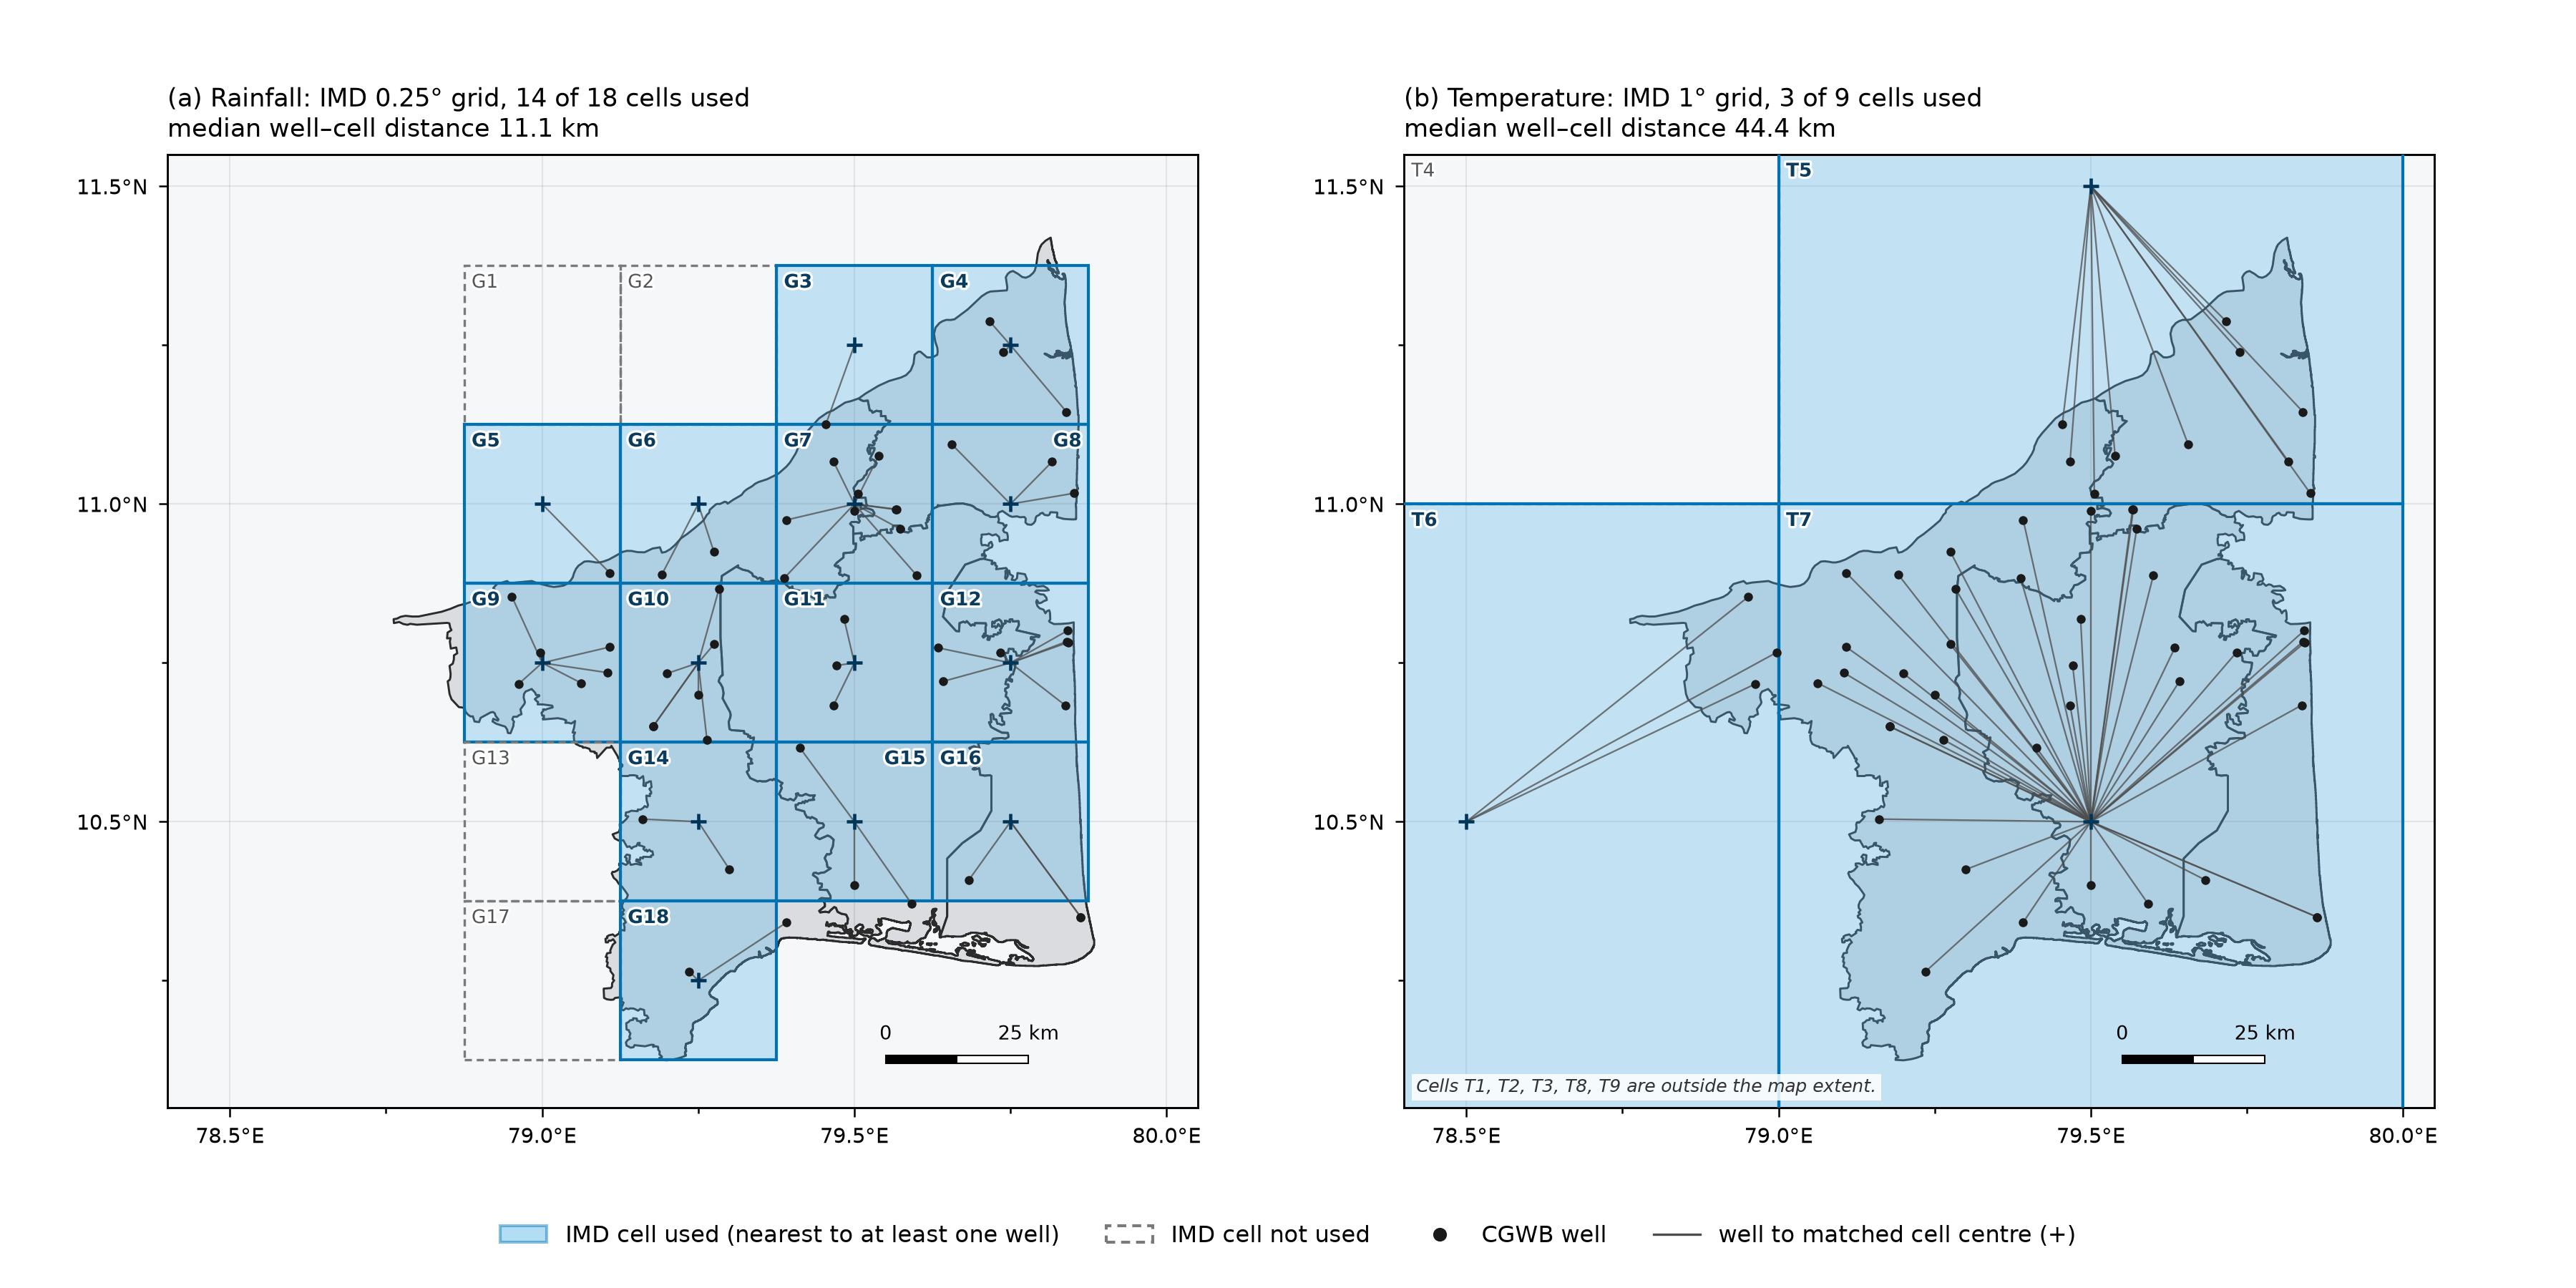 (a) Rainfall: IMD 0.25° grid, 14 of 18 cells used
median well–cell distance 11.1 km
11.5°N
11.0°N
10.5°N
G1
G2
G3
G4
G5
G6
G7
G8
G9
G10
G11
G12
G13
G14
G15
G16
G17
G18
0 25 km
78.5°E 79.0°E 79.5°E 80.0°E
(b) Temperature: IMD 1° grid, 3 of 9 cells used
median well–cell distance 44.4 km
11.5°N
11.0°N
10.5°N
T4
T5
T6
T7
0 25 km
Cells T1, T2, T3, T8, T9 are outside the map extent.
78.5°E 79.0°E 79.5°E 80.0°E
IMD cell used (nearest to at least one well)
IMD cell not used
CGWB well
well to matched cell centre (+)